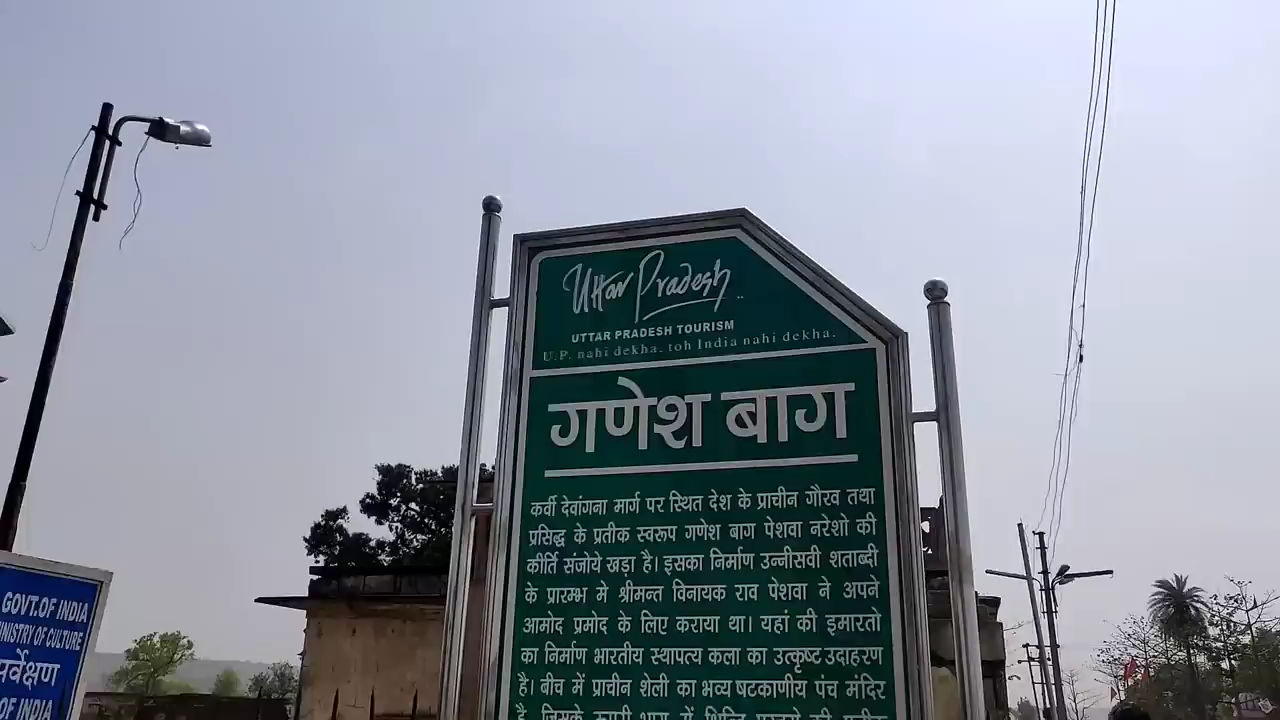 Uttar Pradesh
UTTAR PRADESH TOURISM
U.P. nahi dekha. toh India nahi dekha.
गणेश बाग
कर्वी देवांगना मार्ग पर स्थित देश के प्राचीन गौरव तथा
प्रसिद्ध के प्रतीक स्वरूप गणेश बाग पेशवा नरेशो की
कीर्ति संजोये खड़ा है। इसका निर्माण उन्नीसवी शताब्दी
के प्रारम्भ मे श्रीमन्त विनायक राव पेशवा ने अपने
आमोद प्रमोद के लिए कराया था। यहां की इमारतो
का निर्माण भारतीय स्थापत्य कला का उत्कृष्ट उदाहरण
है। बीच में प्राचीन शेली का भव्य षटकाणीय पंच मंदिर
है जिसके
GOVT.OF INDIA
MINISTRY OF CULTURE
OF INDIA